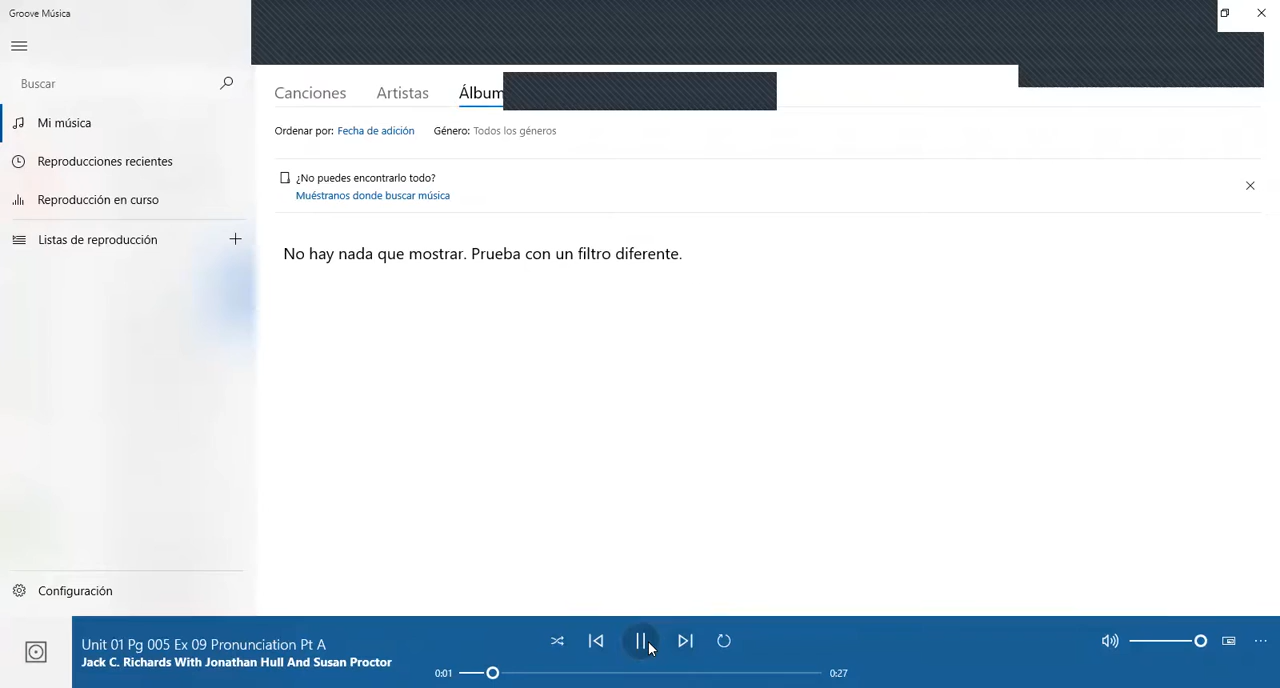 Groove Música
Buscar
Mi música
Reproducciones recientes
Reproducción en curso
Listas de reproducción
Configuración
Canciones Artistas Álbum
Ordenar por: Fecha de adición Género: Todos los géneros
¿No puedes encontrarlo todo?
Muéstranos donde buscar música
No hay nada que mostrar. Prueba con un filtro diferente.
Unit 01 Pg 005 Ex 09 Pronunciation Pt A
Jack C. Richards With Jonathan Hull And Susan Proctor
0:01 0:27